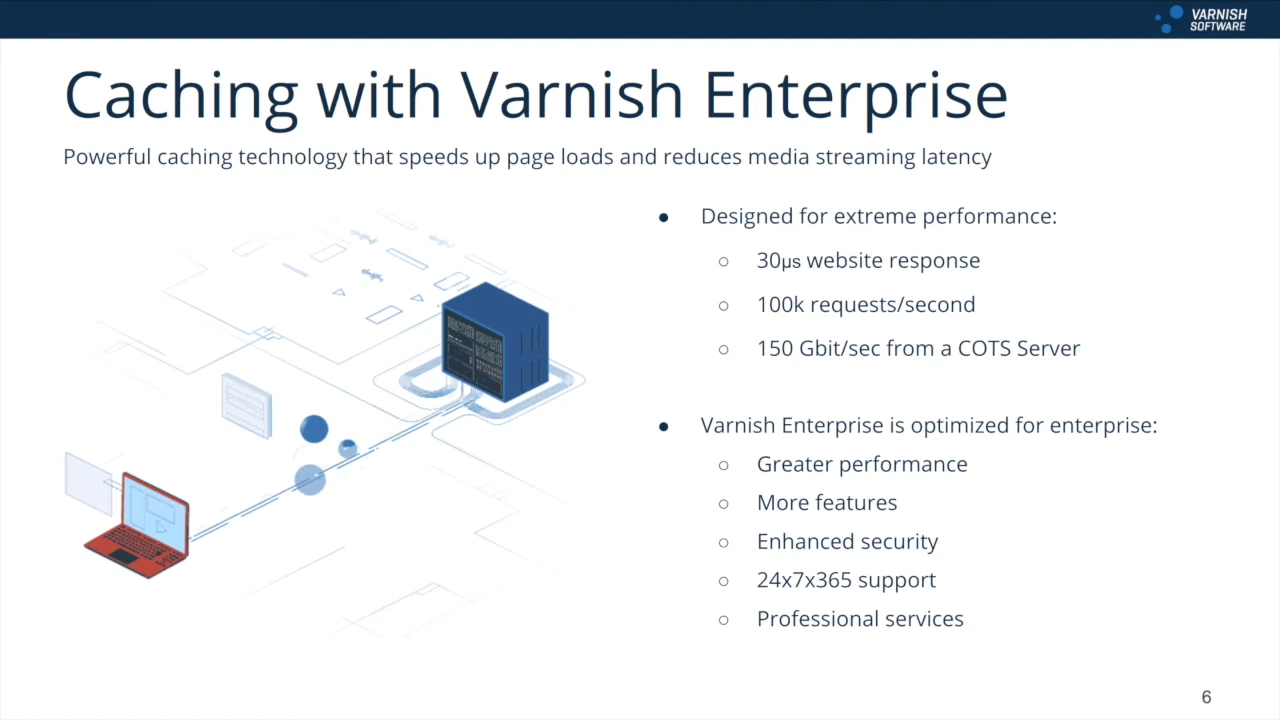 VARNISH
SOFTWARE
Caching with Varnish Enterprise
Powerful caching technology that speeds up page loads and reduces media streaming latency
● Designed for extreme performance:
○ 30μs website response
○ 100k requests/second
○ 150 Gbit/sec from a COTS Server
● Varnish Enterprise is optimized for enterprise:
○ Greater performance
○ More features
○ Enhanced security
○ 24x7x365 support
○ Professional services
6